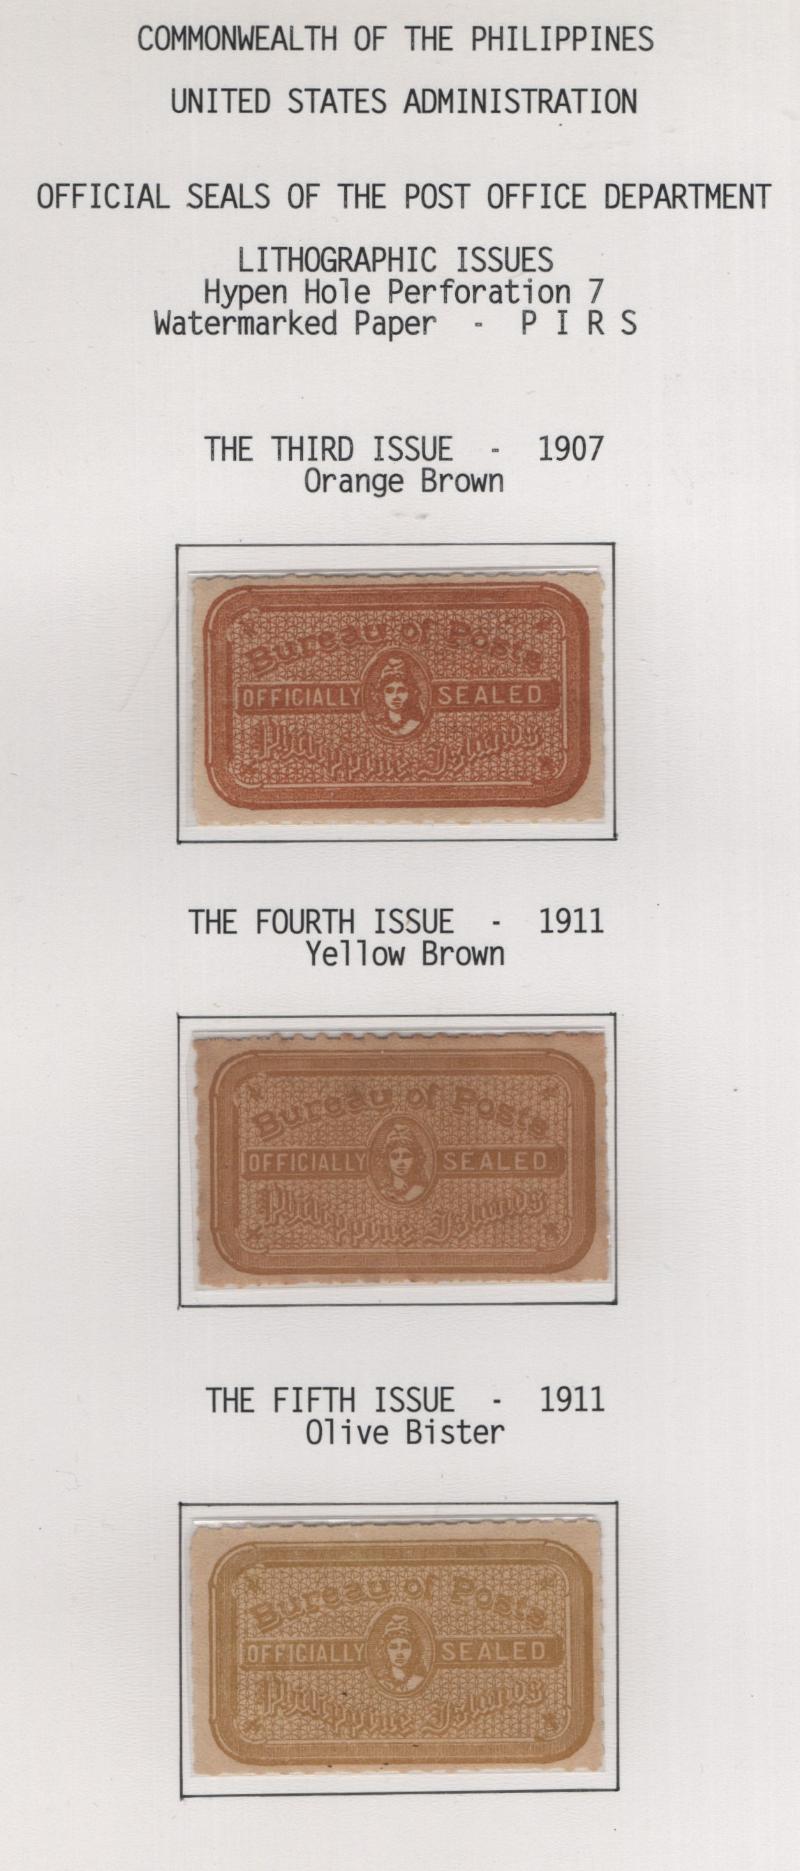 COMMONWEALTH OF THE PHILIPPINES
UNITED STATES ADMINISTRATION
OFFICIAL SEALS OF THE POST OFFICE DEPARTMENT
LITHOGRAPHIC ISSUES
Hypen Hole Perforation 7
Watermarked Paper - P I R S
THE THIRD ISSUE - 1907
Orange Brown
Bureau of Posts
OFFICIALLY SEALED
Philippine Islands
THE FOURTH ISSUE - 1911
Yellow Brown
Bureau of Posts
OFFICIALLY SEALED
Philippine Islands
THE FIFTH ISSUE - 1911
Olive Bister
Bureau of Posts
OFFICIALLY SEALED
Philippine Islands